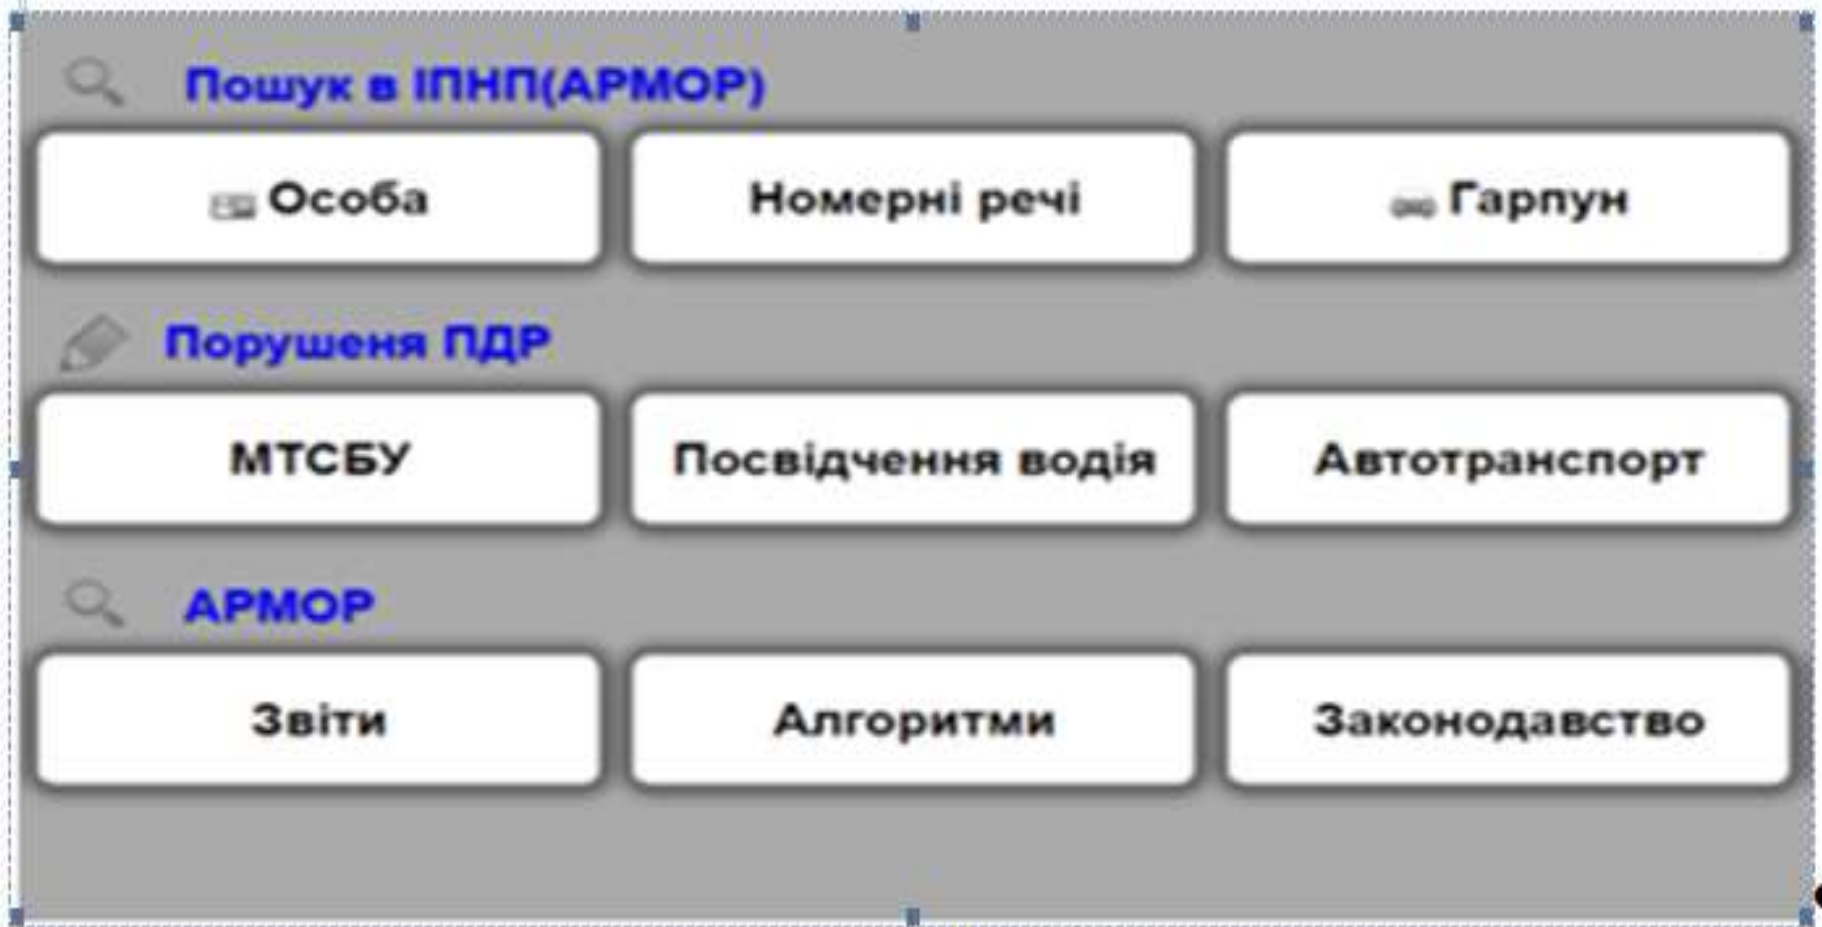 Пошук в ІПНП(АРМОР)
Особа Номерні речі Гарпун
Порушеня ПДР
МТСБУ Посвідчення водія Автотранспорт
АРМОР
Звіти Алгоритми Законодавство